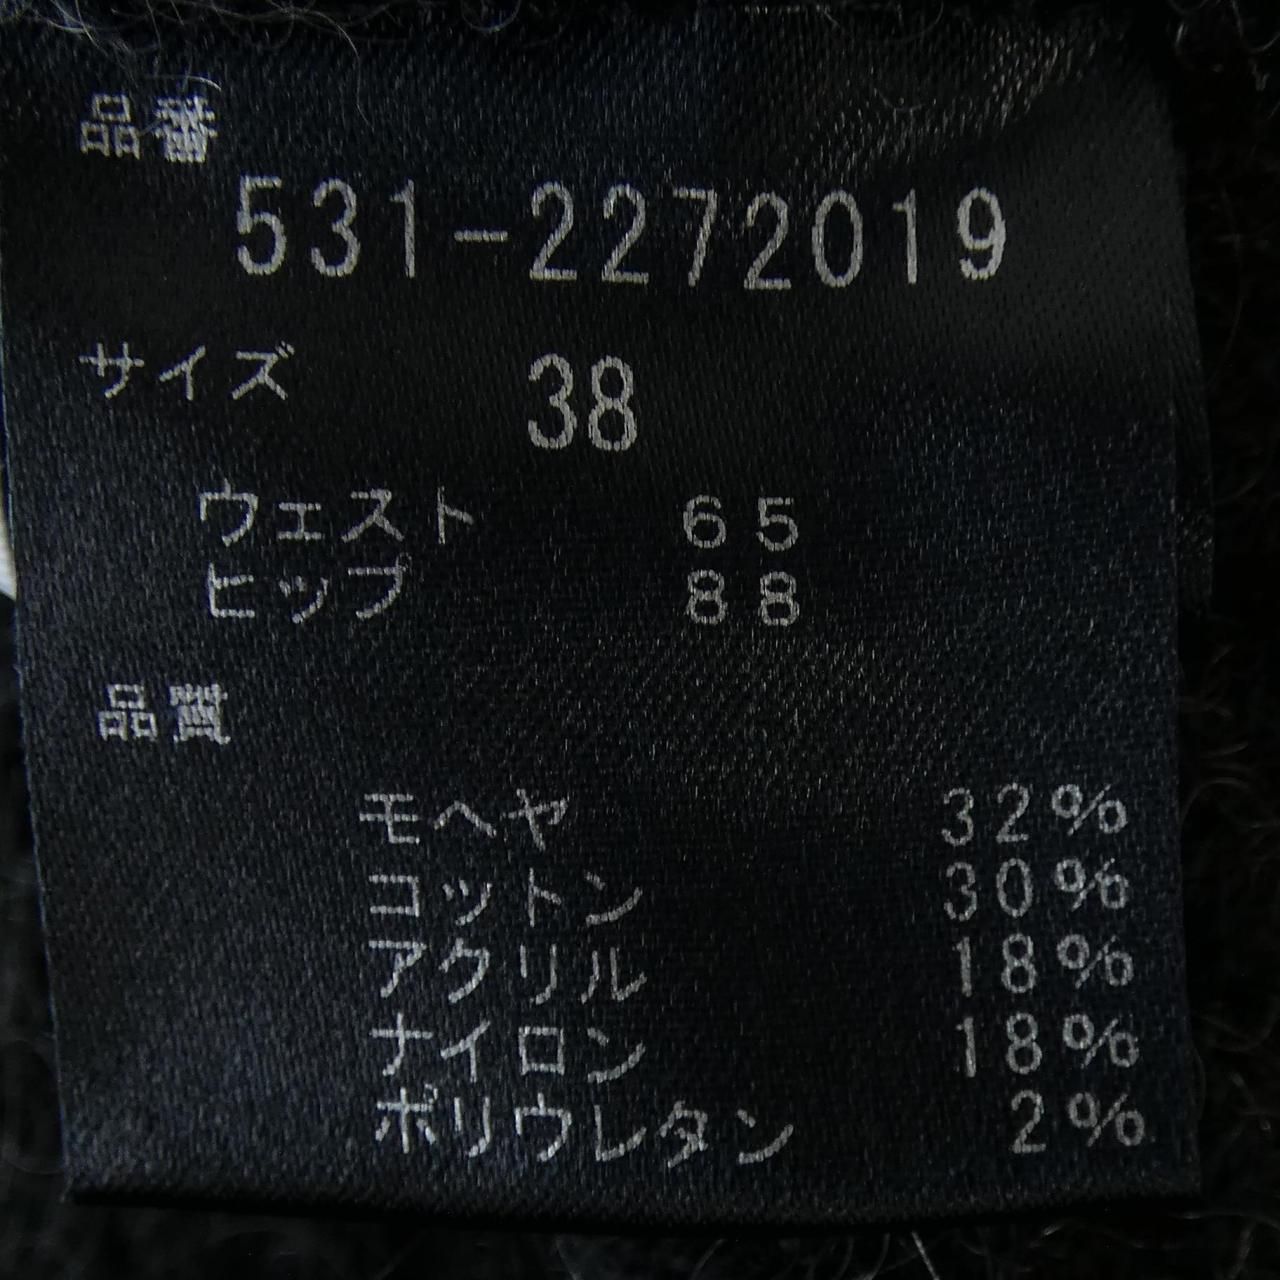 品番
531-2272019
サイズ 38
ウェスト 65
ヒップ 88
品質
モヘヤ 32%
コットン 30%
アクリル 18%
ナイロン 18%
ポリウレタン 2%